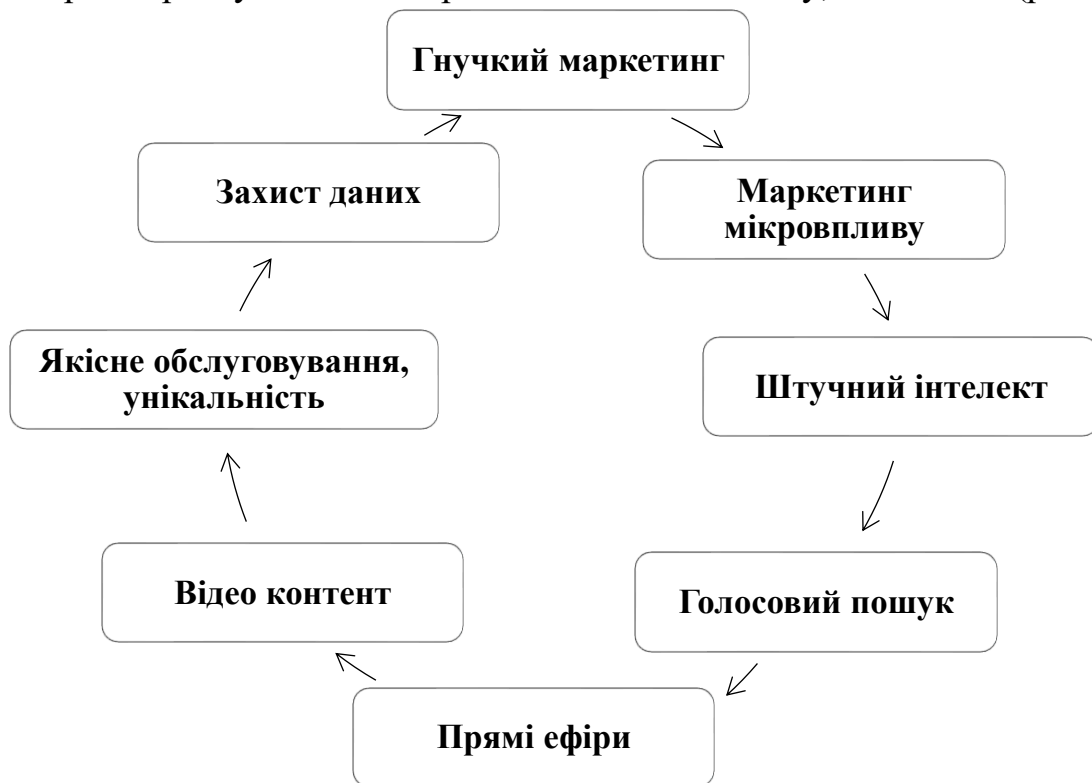 Гнучкий маркетинг
Маркетинг
мікровпливу
Штучний інтелект
Голосовий пошук
Прямі ефіри
Відео контент
Якісне обслуговування,
унікальність
Захист даних